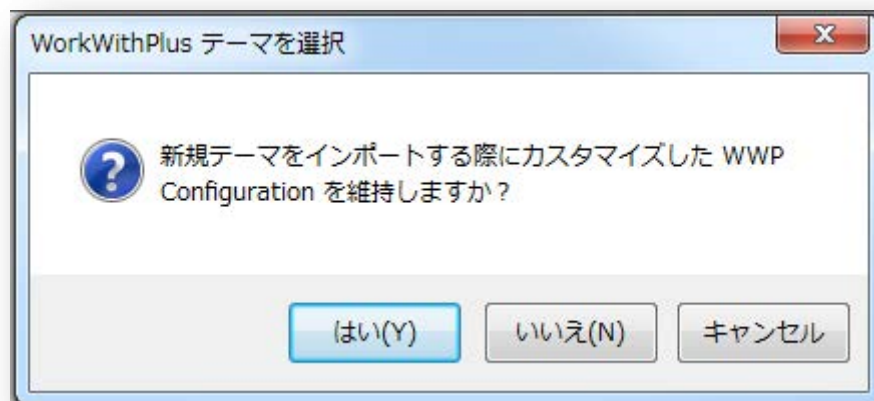 WorkWithPlus テーマを選択
新規テーマをインポートする際にカスタマイズした WWP
Configuration を維持しますか？
はい(Y)
いいえ(N)
キャンセル